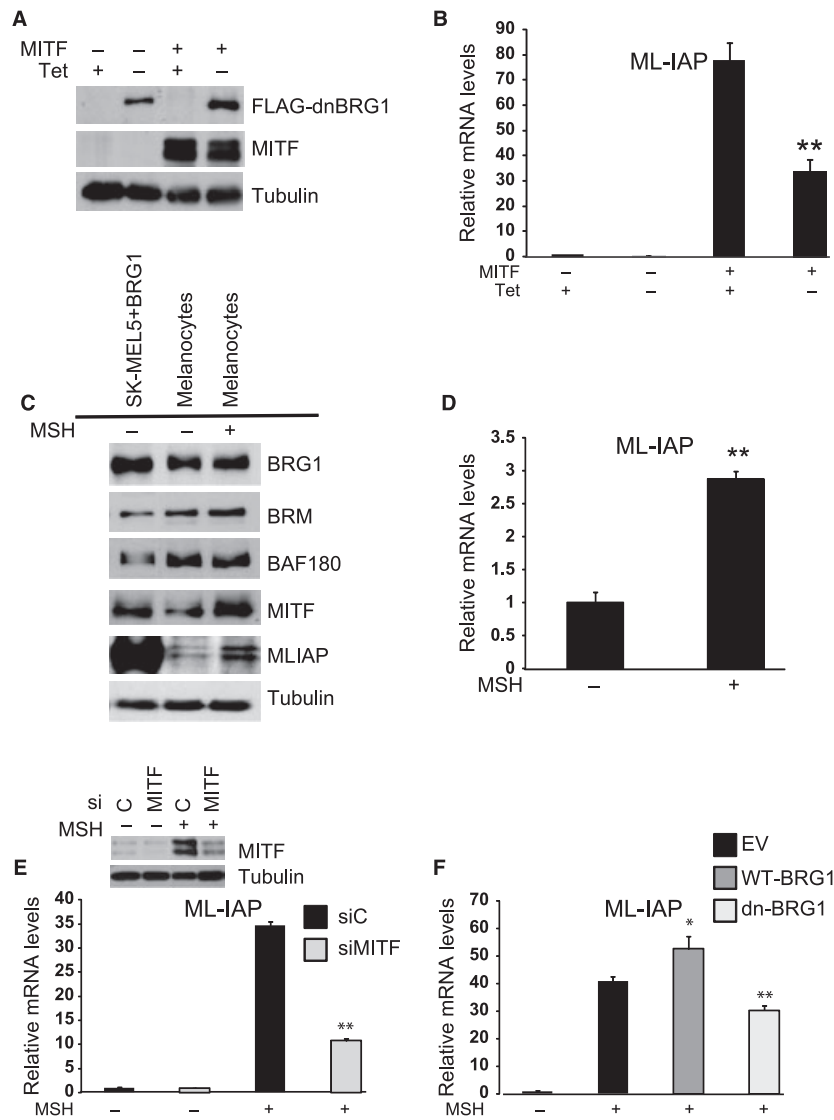 A
MITF – – + +
Tet + – + –
FLAG-dnBRG1
MITF
Tubulin
B
ML-IAP
Relative mRNA levels
90
80
70
60
50
40
30
20
10
0
**
MITF – – + +
Tet + – + –
C
SK-MEL5+BRG1
Melanocytes
Melanocytes
MSH – – +
BRG1
BRM
BAF180
MITF
MLIAP
Tubulin
D
ML-IAP
Relative mRNA levels
3.5
3
2.5
2
1.5
1
0.5
0
**
MSH – +
si C MITF C MITF
MSH – – + +
MITF
Tubulin
E
ML-IAP
Relative mRNA levels
40
35
30
25
20
15
10
5
0
siC
siMITF
**
MSH – – + +
F
EV
WT-BRG1
dn-BRG1
ML-IAP
Relative mRNA levels
70
60
50
40
30
20
10
0
*
**
MSH – + + +